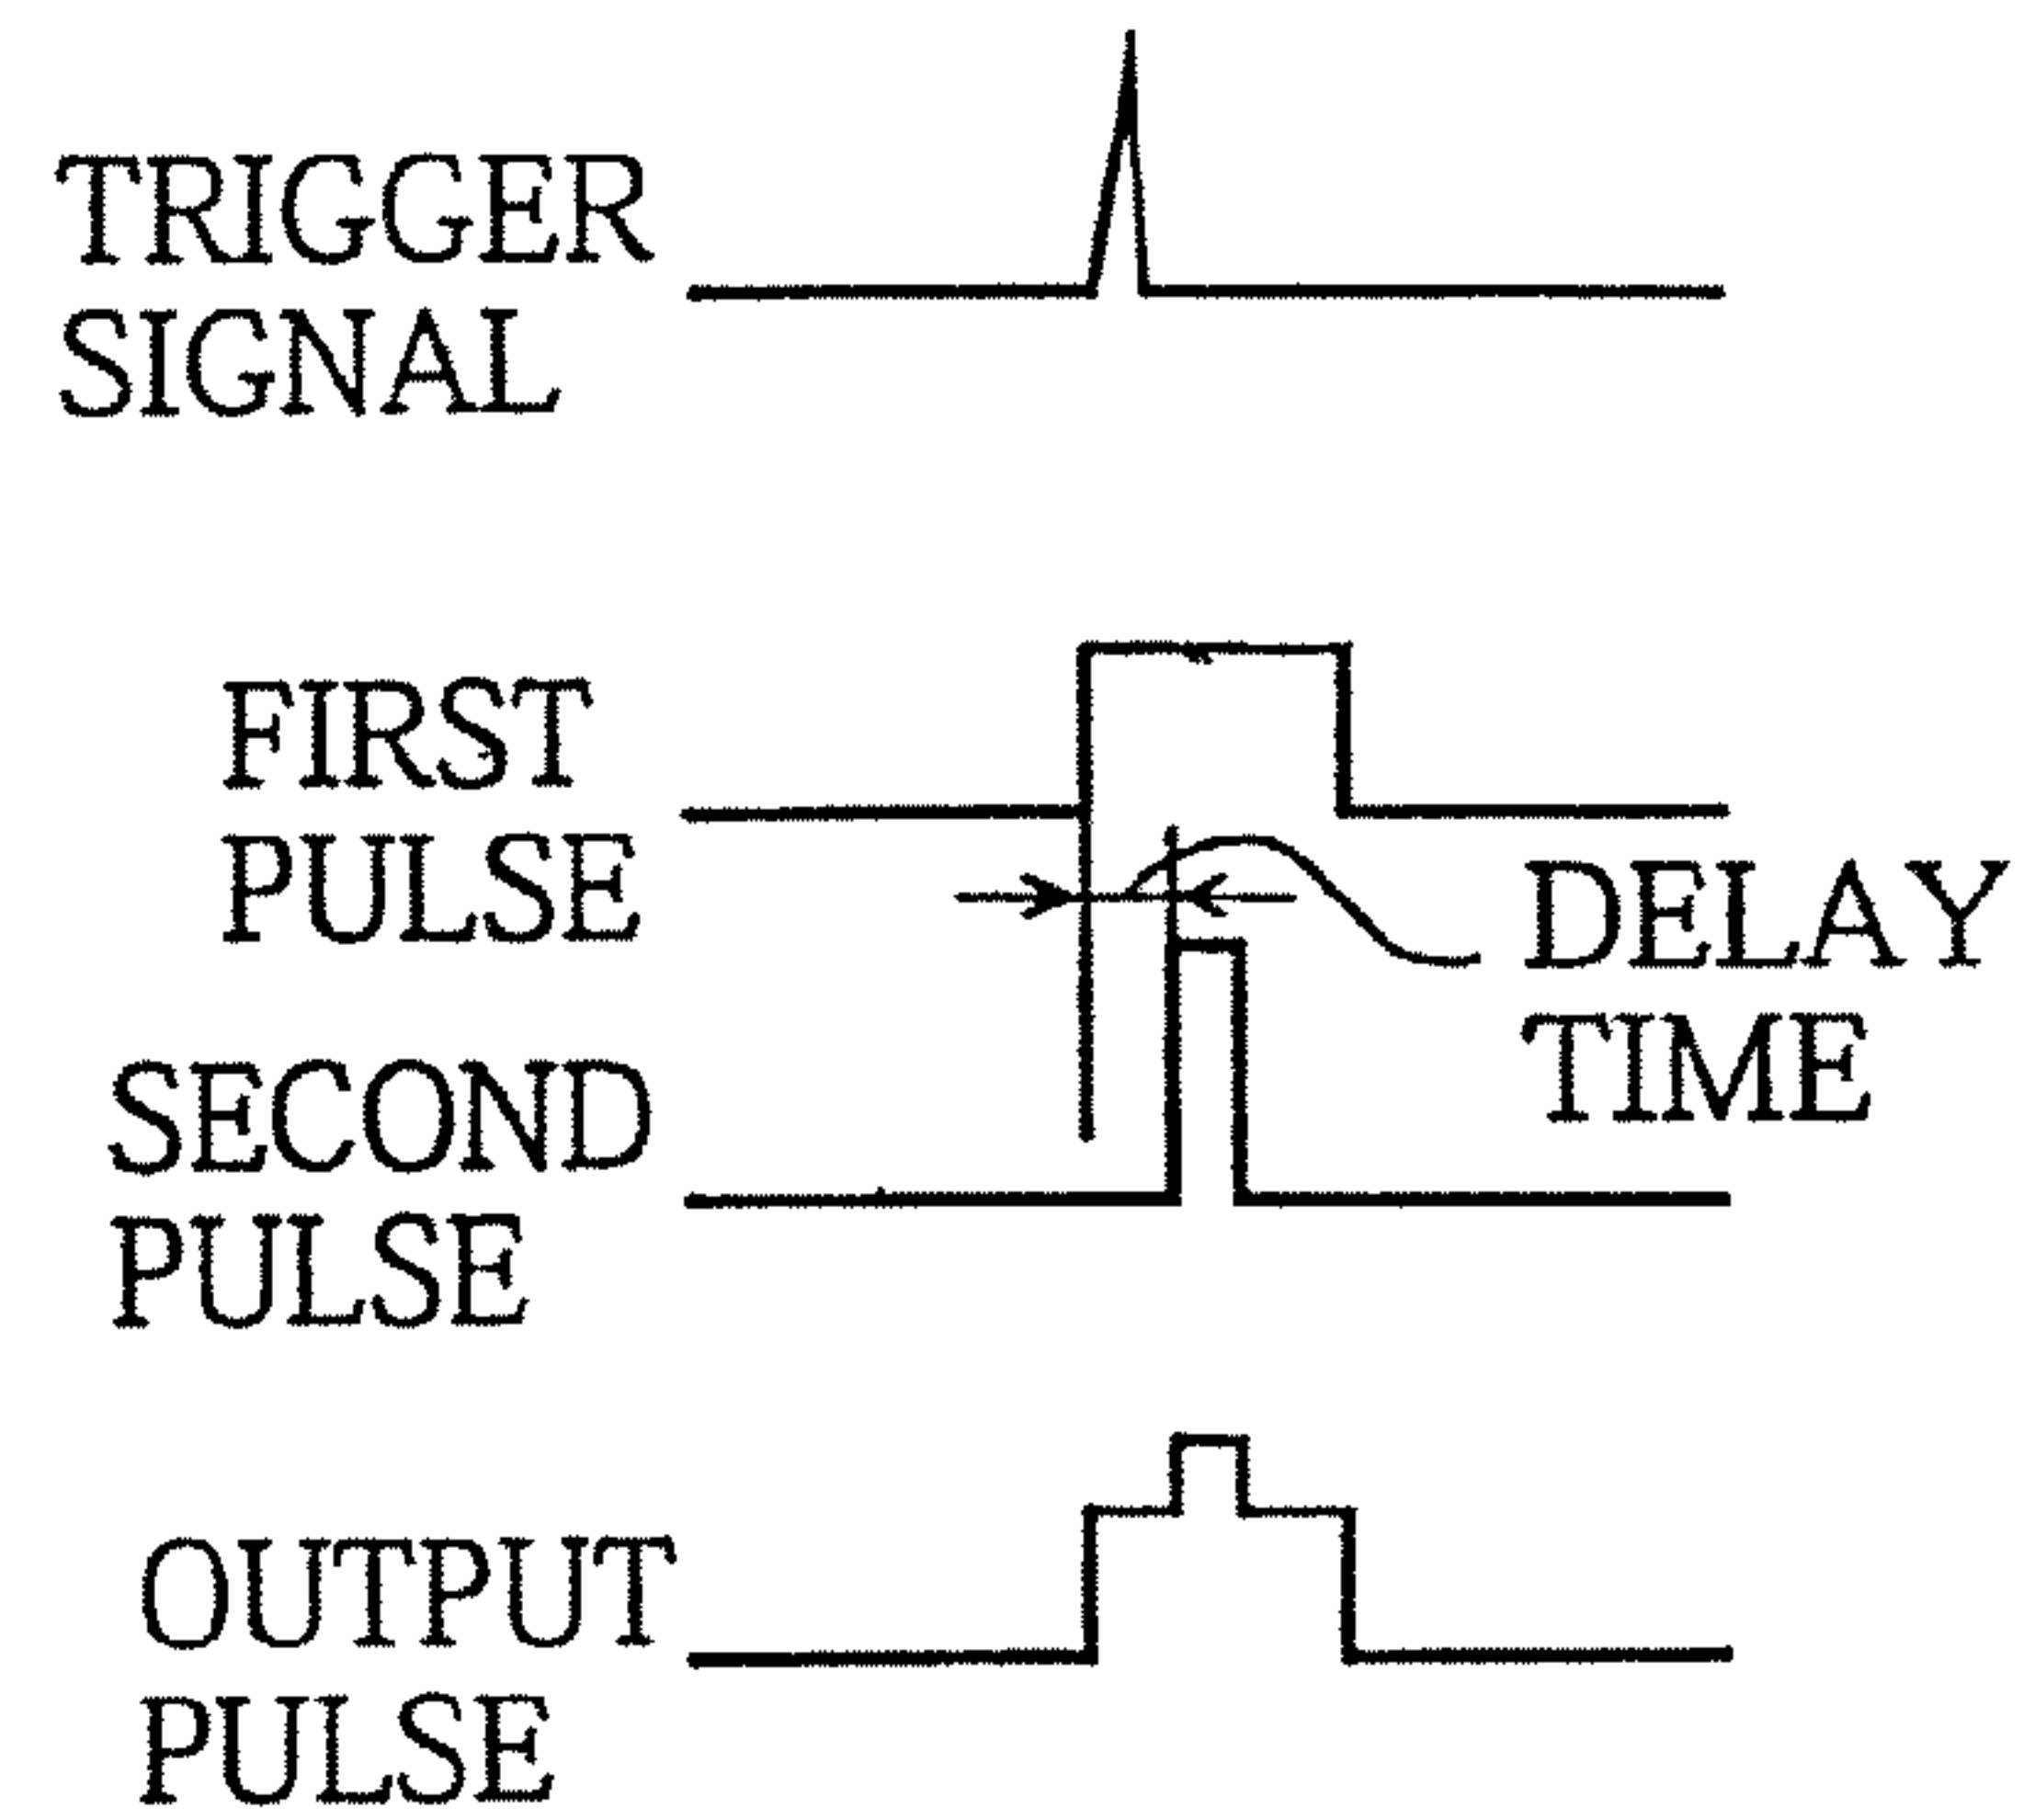 TRIGGER
SIGNAL
FIRST
PULSE
DELAY
TIME
SECOND
PULSE
OUTPUT
PULSE